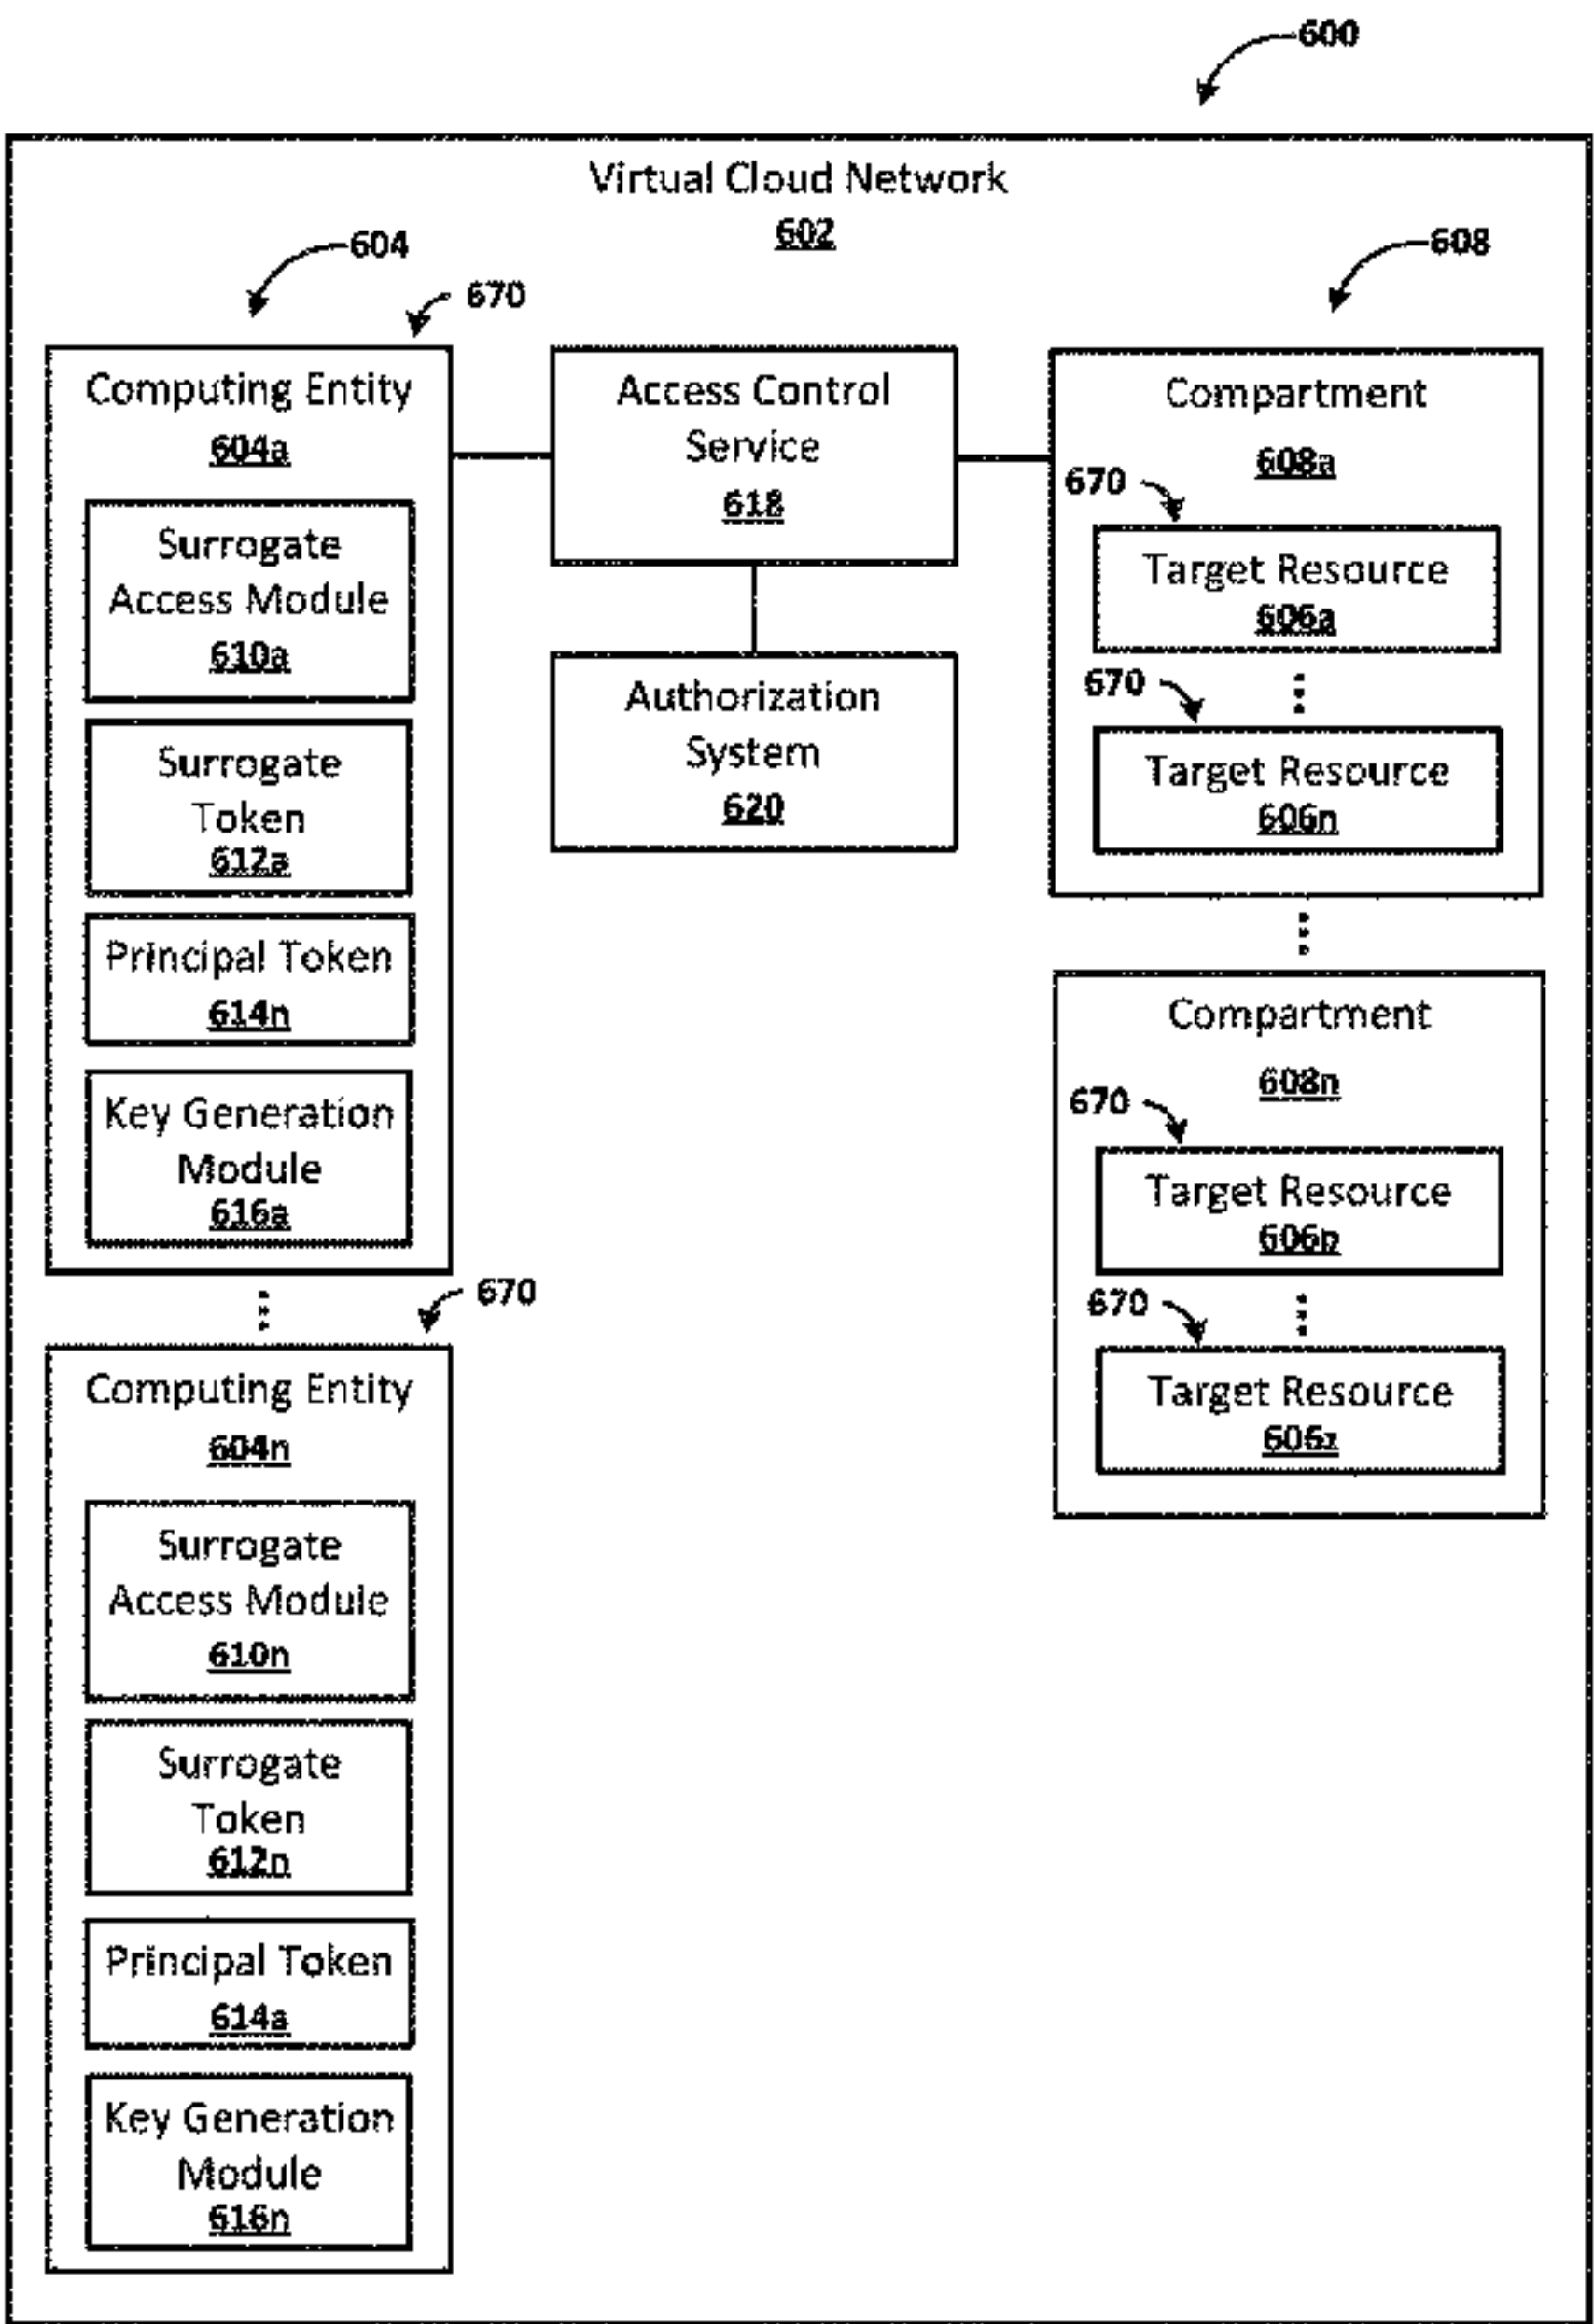 600
Virtual Cloud Network
602
604
670
Computing Entity
604a
Surrogate
Access Module
610a
Surrogate
Token
612a
Principal Token
614n
Key Generation
Module
616a
670
Computing Entity
604n
Surrogate
Access Module
610n
Surrogate
Token
612n
Principal Token
614a
Key Generation
Module
616n
Access Control
Service
618
Authorization
System
620
608
Compartment
608a
670
Target Resource
606a
670
Target Resource
606n
Compartment
608n
670
Target Resource
606p
670
Target Resource
606z